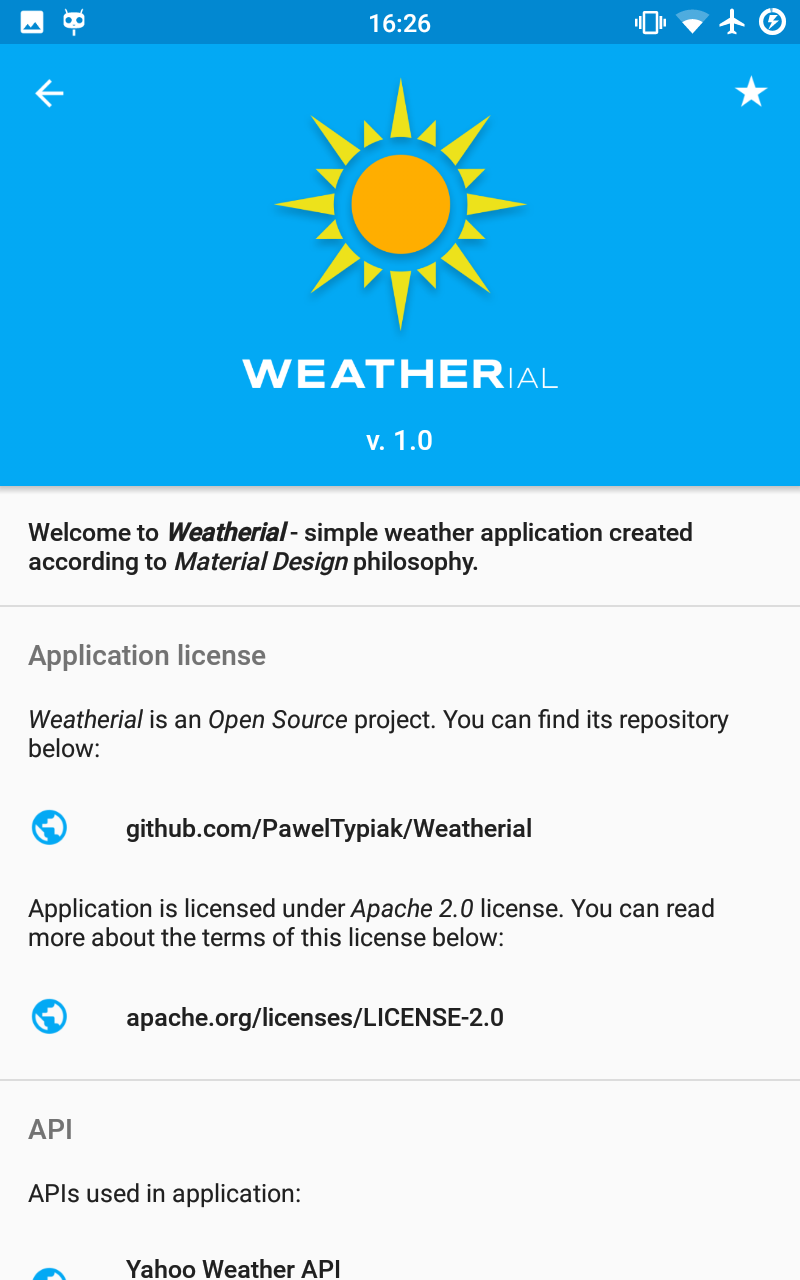 16:26
WEATHERIAL
v. 1.0
Welcome to Weatherial - simple weather application created
according to Material Design philosophy.
Application license
Weatherial is an Open Source project. You can find its repository
below:
github.com/PawelTypiak/Weatherial
Application is licensed under Apache 2.0 license. You can read
more about the terms of this license below:
apache.org/licenses/LICENSE-2.0
API
APIs used in application:
Yahoo Weather API